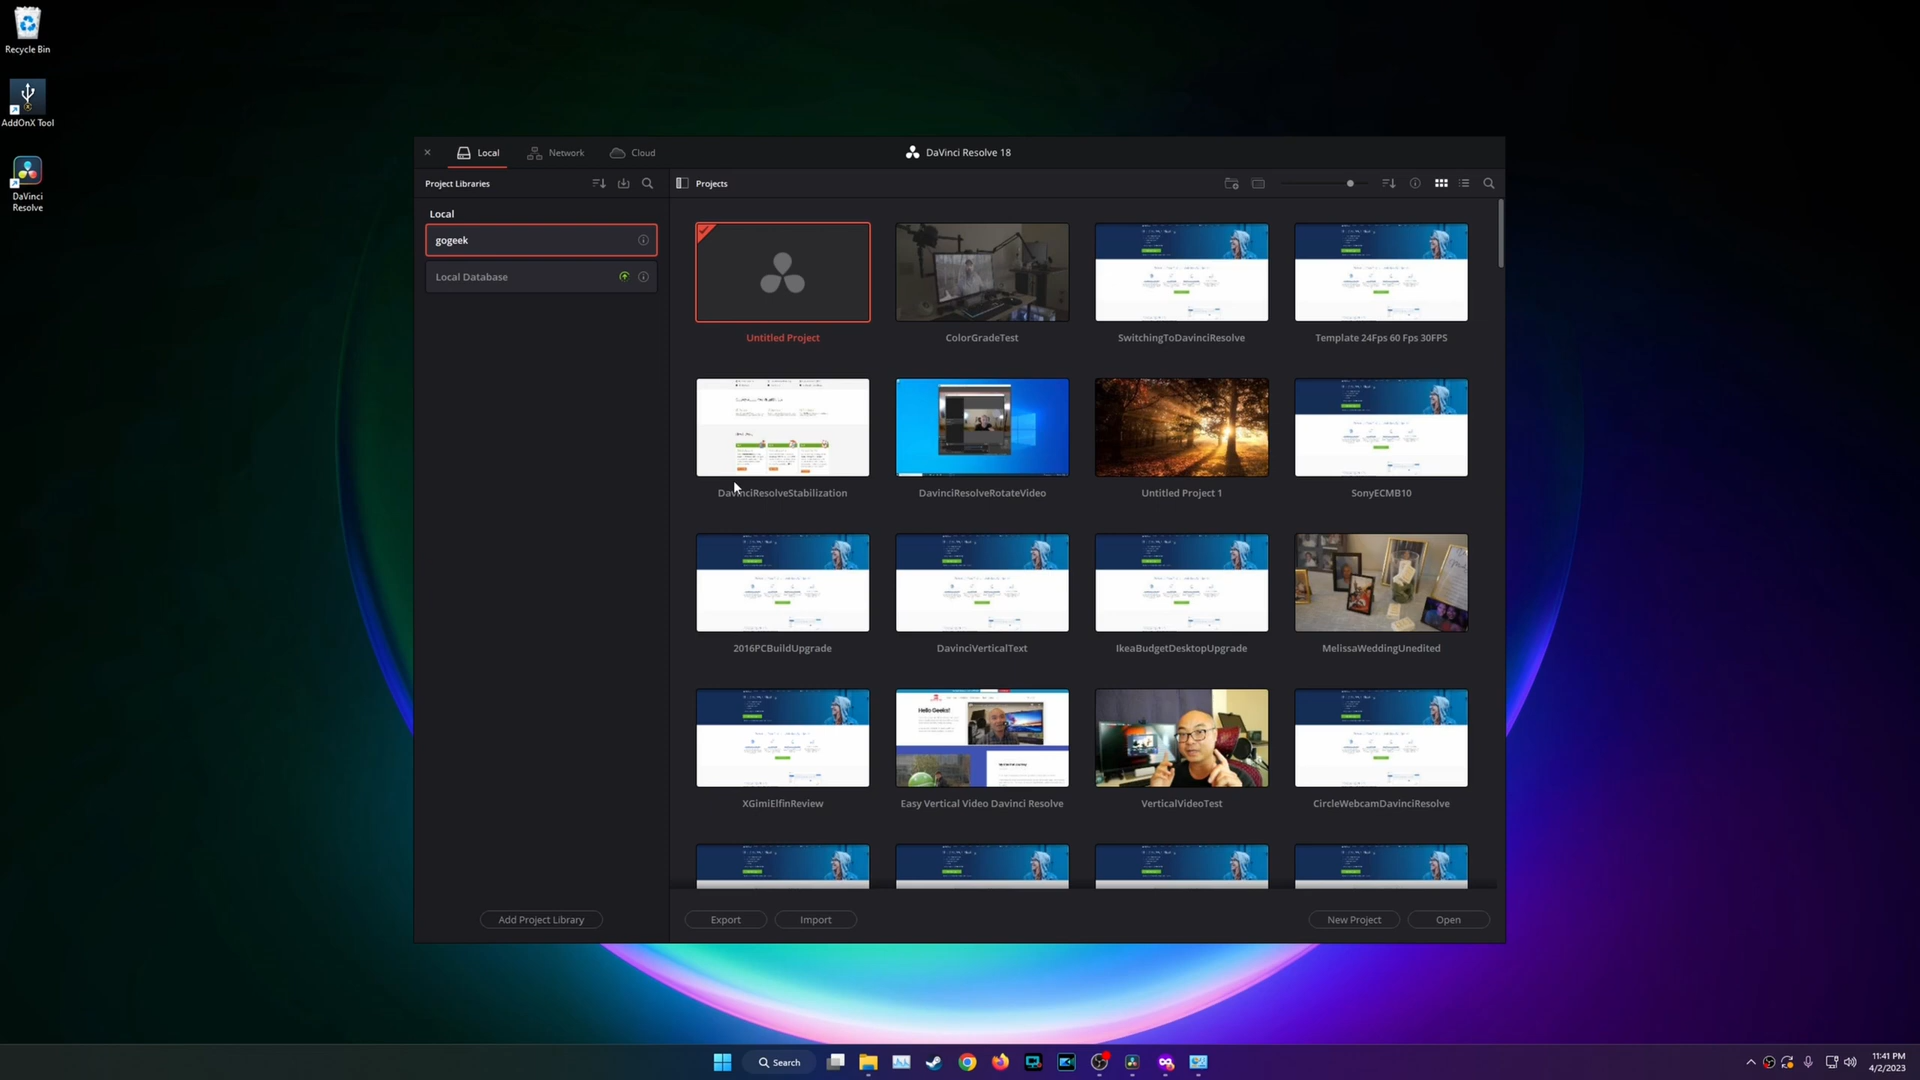 Recycle Bin
AddOnX Tool
DaVinci
Resolve
Local
Network
Cloud
DaVinci Resolve 18
Project Libraries
Projects
Local
gogeek
Local Database
Untitled Project
ColorGradeTest
SwitchingToDavinciResolve
Template 24Fps 60 Fps 30FPS
DavinciResolveStabilization
DavinciResolveRotateVideo
Untitled Project 1
SonyECMB10
2016PCBuildUpgrade
DavinciVerticalText
IkeaBudgetDesktopUpgrade
MelissaWeddingUnedited
Hello Geeks!
XGimiElfinReview
Easy Vertical Video Davinci Resolve
VerticalVideoTest
CircleWebcamDavinciResolve
Add Project Library
Export
Import
New Project
Open
Search
11:41 PM
4/2/2023